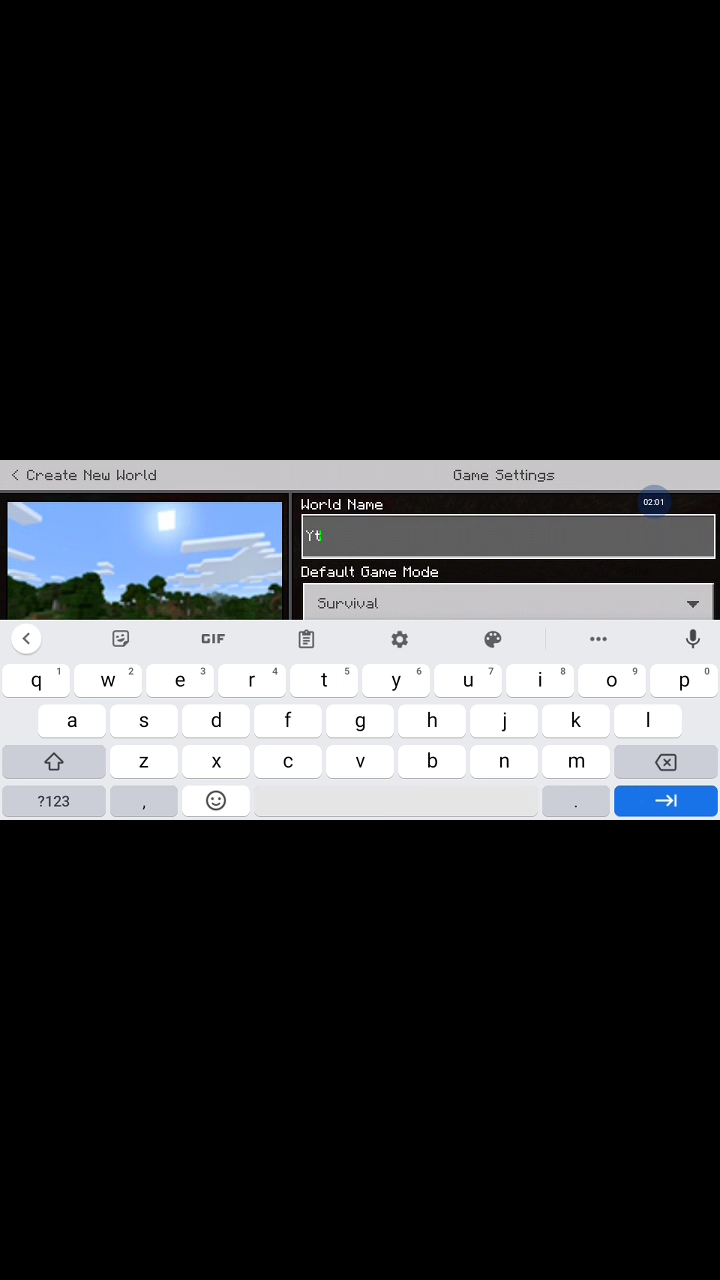 < Create New World
Game Settings
World Name
02:01
Yt
Default Game Mode
Survival
GIF
q 1 w 2 e 3 r 4 t 5 y 6 u 7 i 8 o 9 p 0
a s d f g h j k l
z x c v b n m
?123 , .